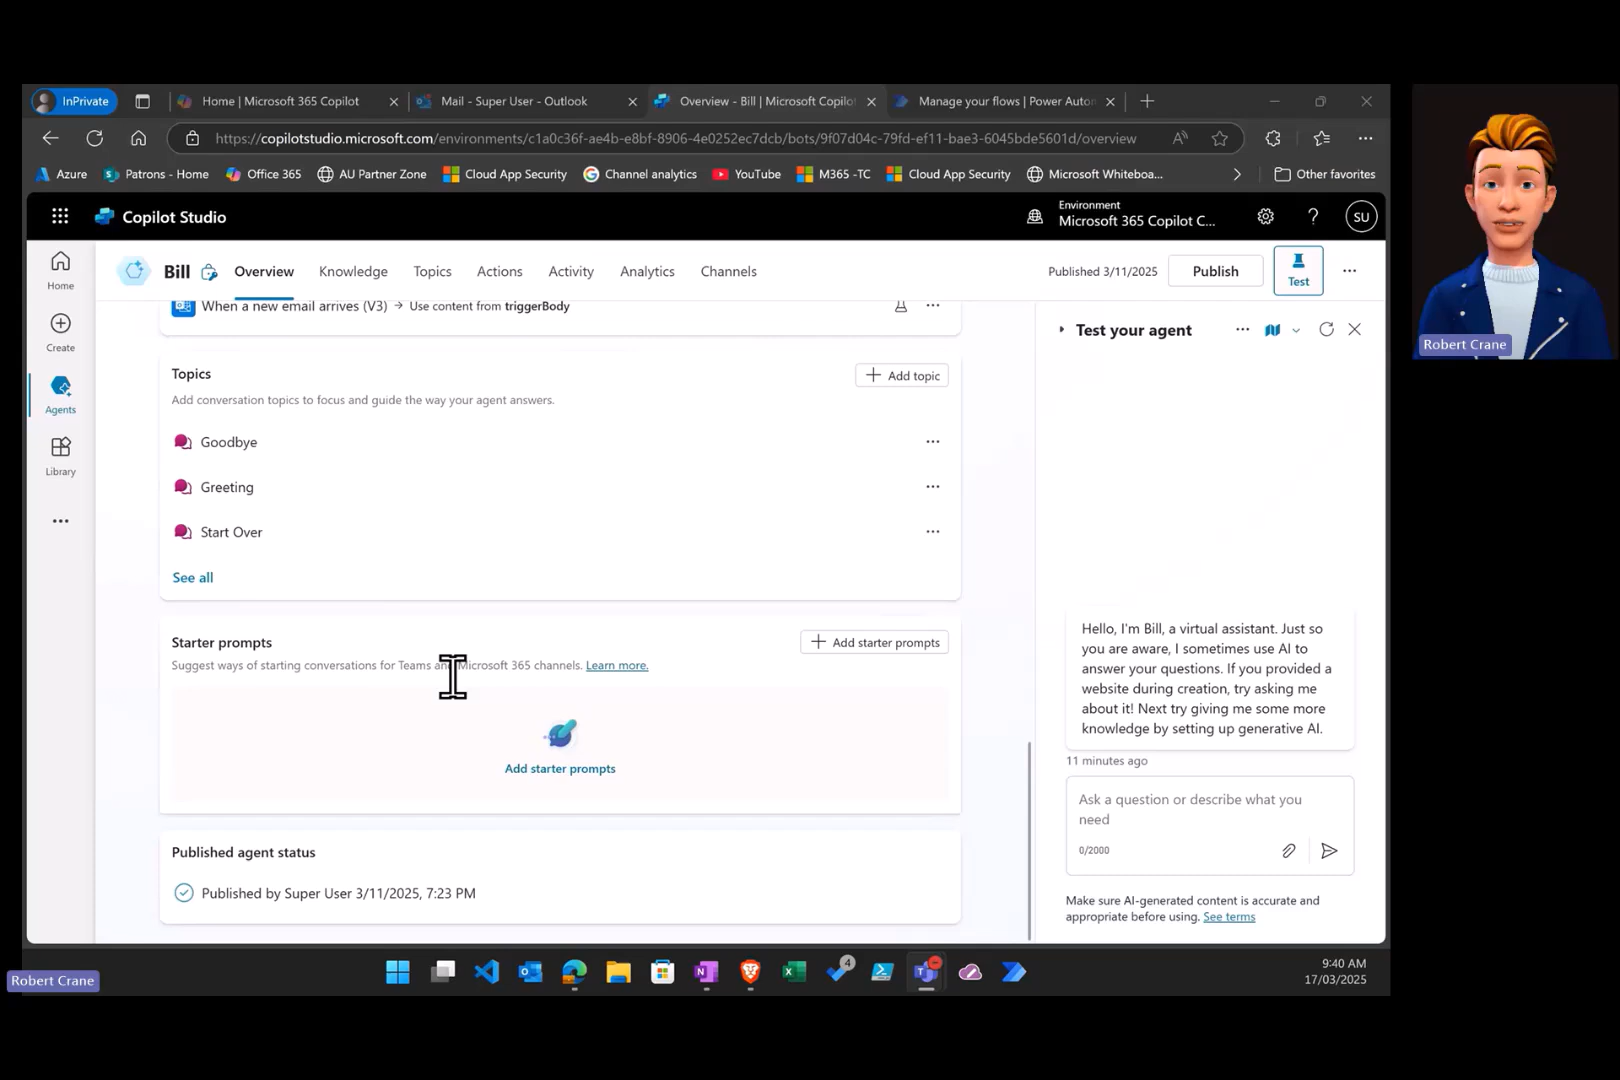 InPrivate
Home | Microsoft 365 Copilot
Mail - Super User - Outlook
Overview - Bill | Microsoft Copilot
Manage your flows | Power Auton
https://copilotstudio.microsoft.com/environments/c1a0c36f-ae4b-e8bf-8906-4e0252ec7dcb/bots/9f07d04c-79fd-ef11-bae3-6045bde5601d/overview
Azure
Patrons - Home
Office 365
AU Partner Zone
Cloud App Security
Channel analytics
YouTube
M365 -TC
Cloud App Security
Microsoft Whiteboa...
Other favorites
Copilot Studio
Environment
Microsoft 365 Copilot C...
SU
Home
Create
Agents
Library
Bill
Overview
Knowledge
Topics
Actions
Activity
Analytics
Channels
Published 3/11/2025
Publish
Test
When a new email arrives (V3) → Use content from triggerBody
Topics
Add topic
Add conversation topics to focus and guide the way your agent answers.
Goodbye
Greeting
Start Over
See all
Starter prompts
Add starter prompts
Suggest ways of starting conversations for Teams and Microsoft 365 channels. Learn more.
Add starter prompts
Published agent status
Published by Super User 3/11/2025, 7:23 PM
Test your agent
Hello, I'm Bill, a virtual assistant. Just so
you are aware, I sometimes use AI to
answer your questions. If you provided a
website during creation, try asking me
about it! Next try giving me some more
knowledge by setting up generative AI.
11 minutes ago
Ask a question or describe what you
need
0/2000
Make sure AI-generated content is accurate and
appropriate before using. See terms
4
9:40 AM
17/03/2025
Robert Crane
Robert Crane